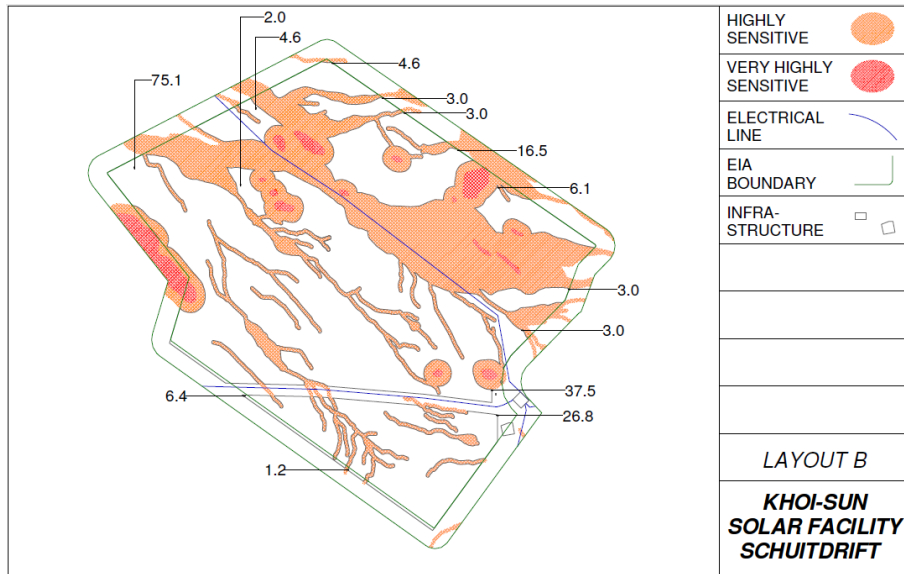 2.0
4.6
4.6
75.1
3.0
3.0
16.5
6.1
3.0
3.0
37.5
6.4
26.8
1.2
HIGHLY
SENSITIVE
VERY HIGHLY
SENSITIVE
ELECTRICAL
LINE
EIA
BOUNDARY
INFRA-
STRUCTURE
LAYOUT B
KHOI-SUN
SOLAR FACILITY
SCHUITDRIFT